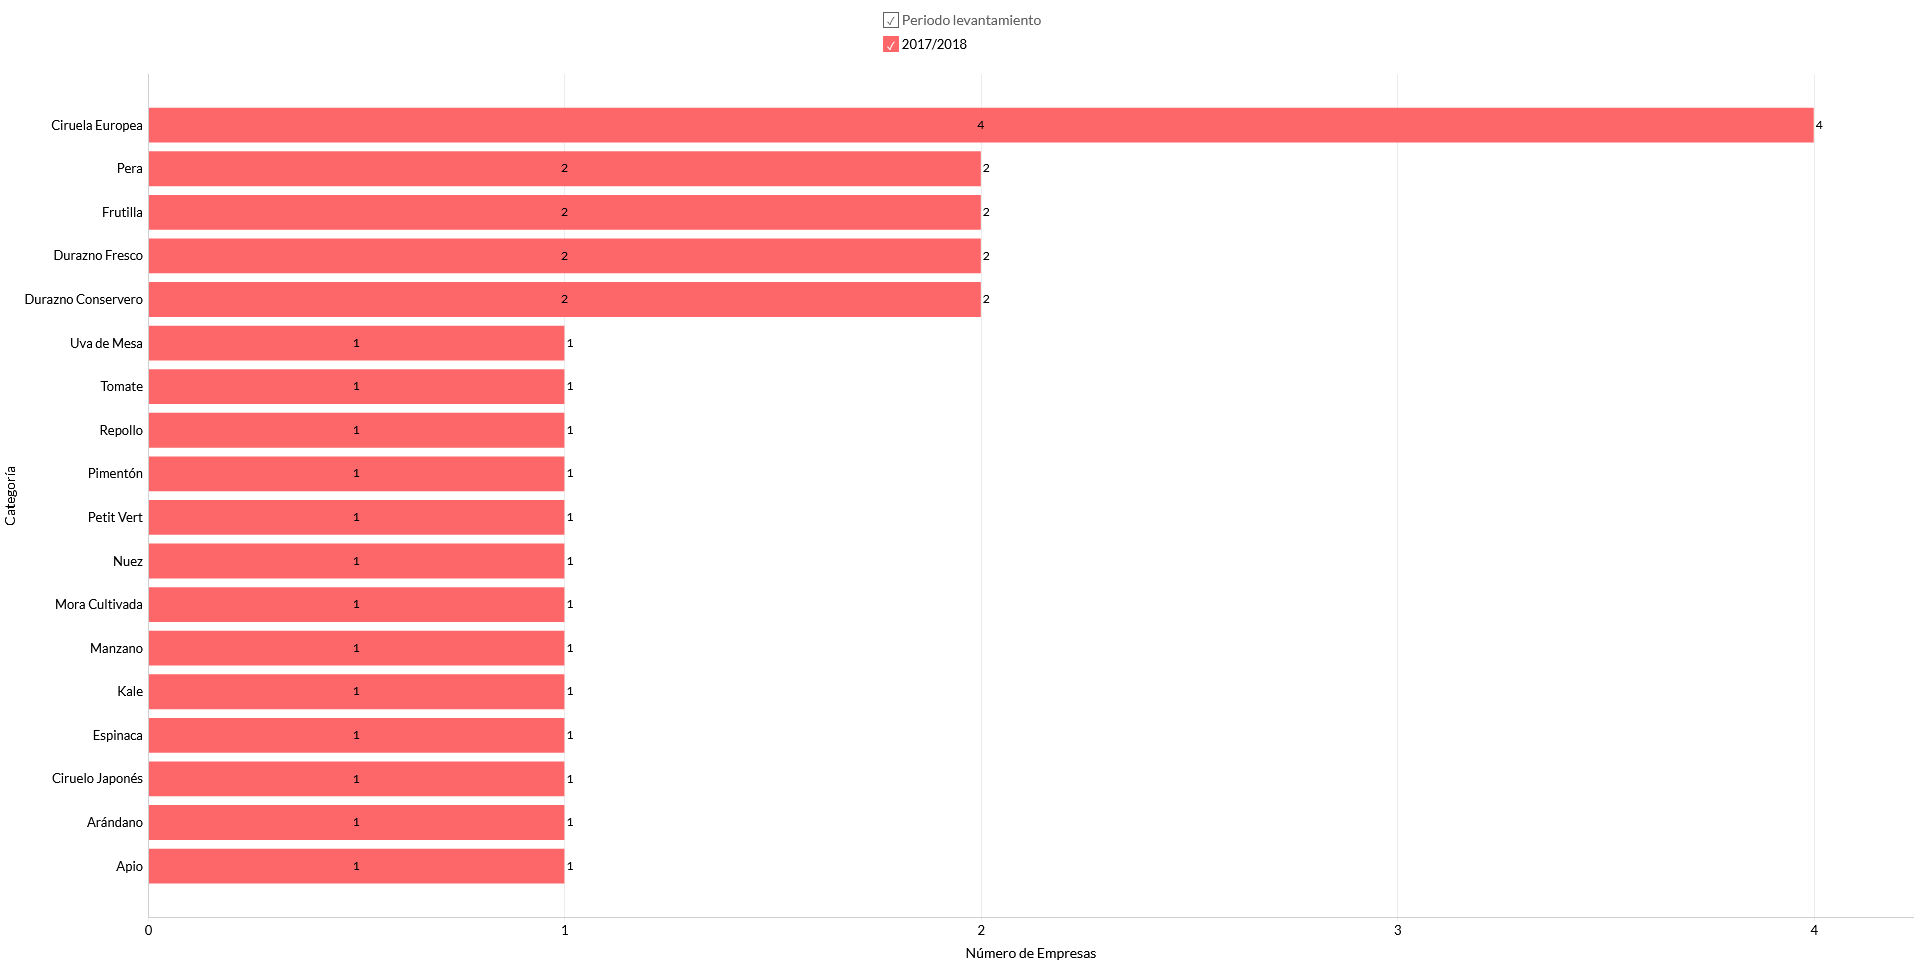 Periodo levantamiento
2017/2018
Ciruela Europea 4 4
Pera 2 2
Frutilla 2 2
Durazno Fresco 2 2
Durazno Conservero 2 2
Uva de Mesa 1 1
Tomate 1 1
Repollo 1 1
Pimentón 1 1
Petit Vert 1 1
Nuez 1 1
Mora Cultivada 1 1
Manzano 1 1
Kale 1 1
Espinaca 1 1
Ciruelo Japonés 1 1
Arándano 1 1
Apio 1 1
Categoría
0 1 2 3 4
Número de Empresas